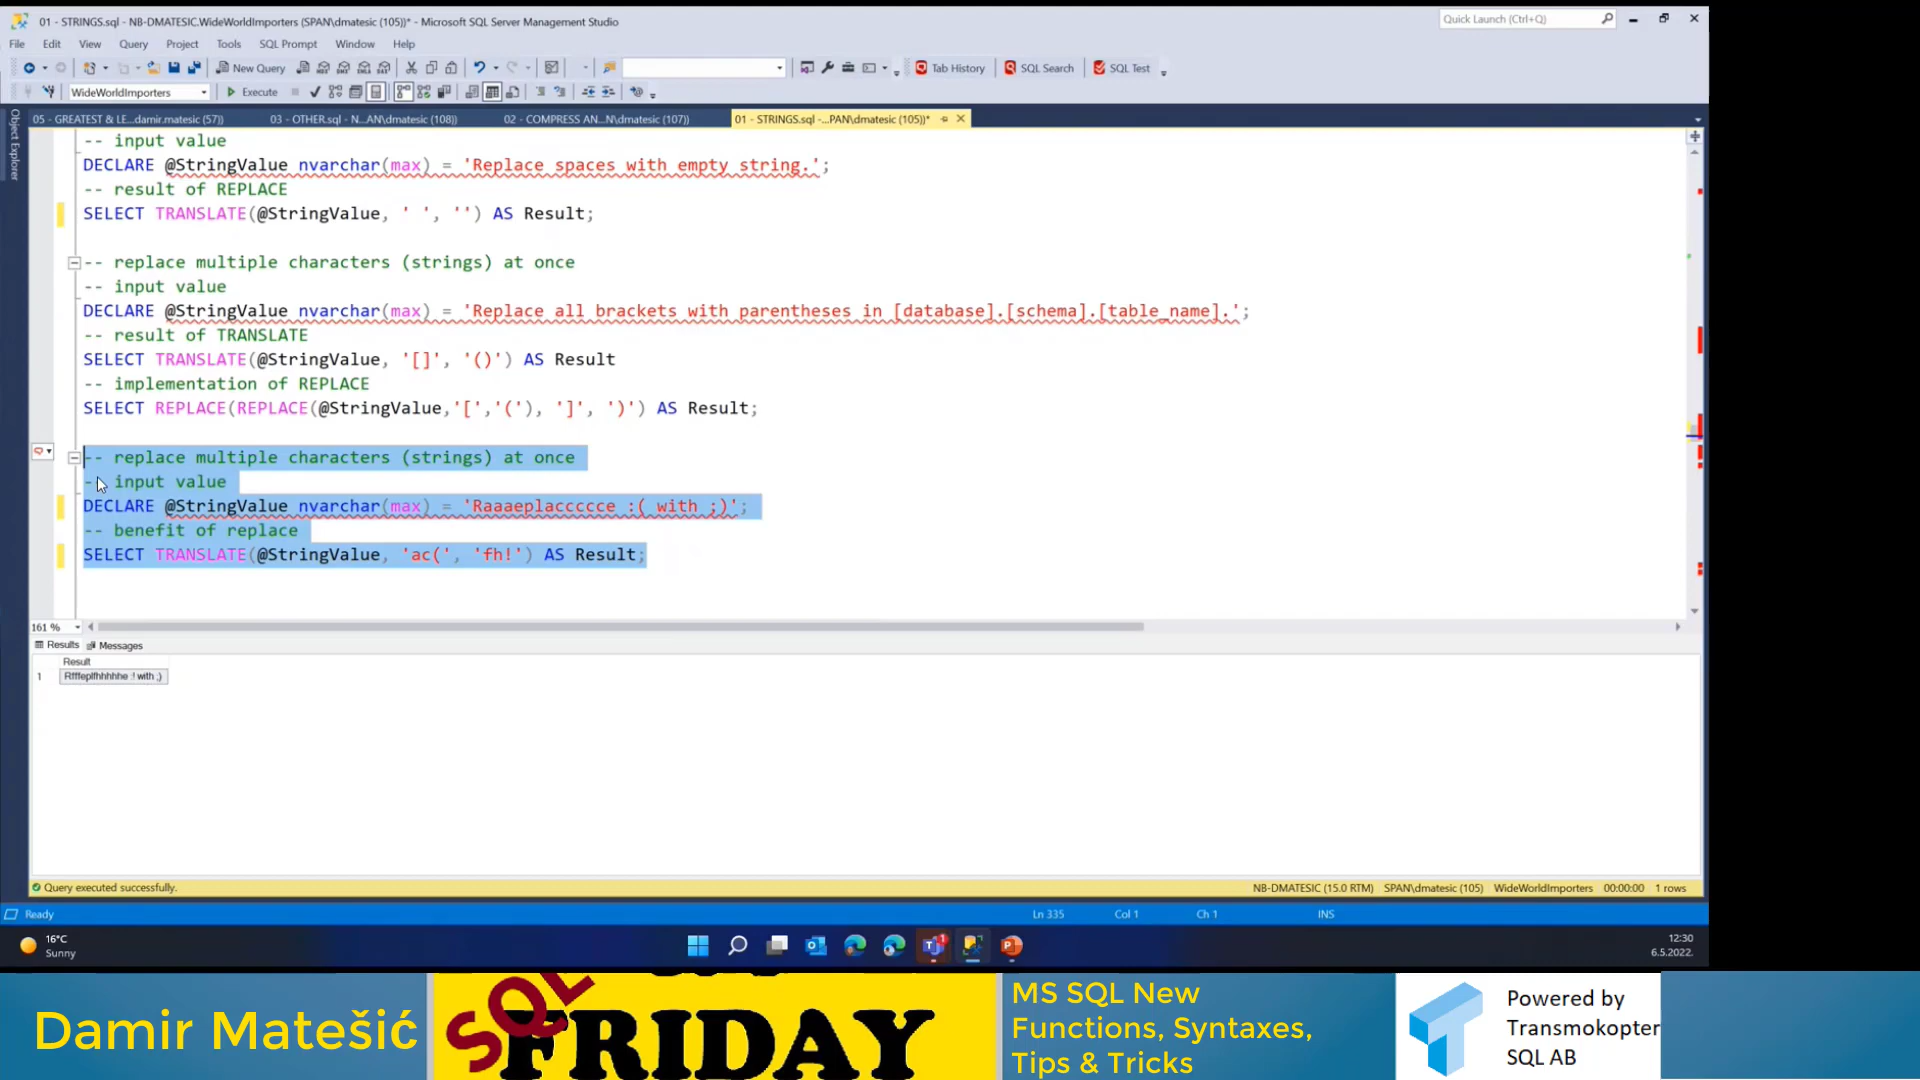 01 - STRINGS.sql - NB-DMATESIC.WideWorldImporters (SPAN\dmatesic (105))* - Microsoft SQL Server Management Studio
Quick Launch (Ctrl+Q)
File Edit View Query Project Tools SQL Prompt Window Help
New Query Tab History SQL Search SQL Test
WideWorldImporters Execute
05 - GREATEST & LE...damir.matesic (57)) 03 - OTHER.sql - N...AN\dmatesic (108)) 02 - COMPRESS AN...N\dmatesic (107)) 01 - STRINGS.sql -...PAN\dmatesic (105))*
Object Explorer
-- input value
DECLARE @StringValue nvarchar(max) = 'Replace spaces with empty string.';
-- result of REPLACE
SELECT TRANSLATE(@StringValue, ' ', '') AS Result;
-- replace multiple characters (strings) at once
-- input value
DECLARE @StringValue nvarchar(max) = 'Replace all brackets with parentheses in [database].[schema].[table_name].';
-- result of TRANSLATE
SELECT TRANSLATE(@StringValue, '[]', '()') AS Result
-- implementation of REPLACE
SELECT REPLACE(REPLACE(@StringValue,'[','('), ']', ')') AS Result;
-- replace multiple characters (strings) at once
-- input value
DECLARE @StringValue nvarchar(max) = 'Raaaeplaccccce :( with ;)';
-- benefit of replace
SELECT TRANSLATE(@StringValue, 'ac(', 'fh!') AS Result;
161 %
Results Messages
Result
1 Rfffeplfhhhhhe :! with ;)
Query executed successfully. NB-DMATESIC (15.0 RTM) SPAN\dmatesic (105) WideWorldImporters 00:00:00 1 rows
Ready Ln 335 Col 1 Ch 1 INS
16°C
Sunny
12:30
6.5.2022.
Damir Matešić
SQL
FRIDAY
MS SQL New
Functions, Syntaxes,
Tips & Tricks
Powered by
Transmokopter
SQL AB